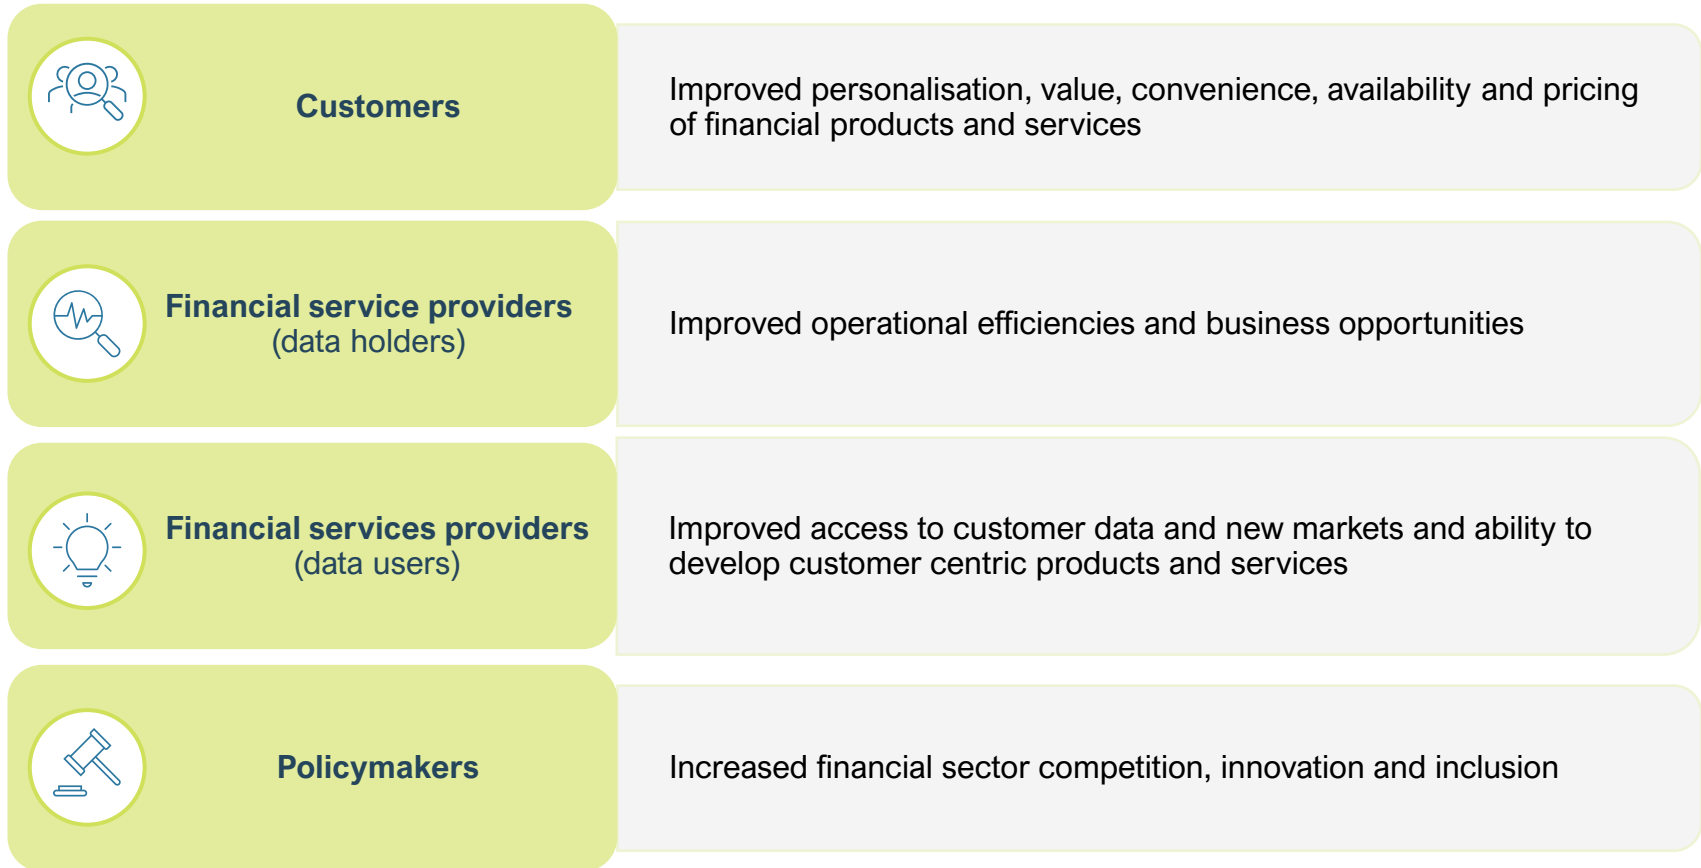 Customers
Improved personalisation, value, convenience, availability and pricing
of financial products and services
Financial service providers
(data holders)
Improved operational efficiencies and business opportunities
Financial services providers
(data users)
Improved access to customer data and new markets and ability to
develop customer centric products and services
Policymakers
Increased financial sector competition, innovation and inclusion